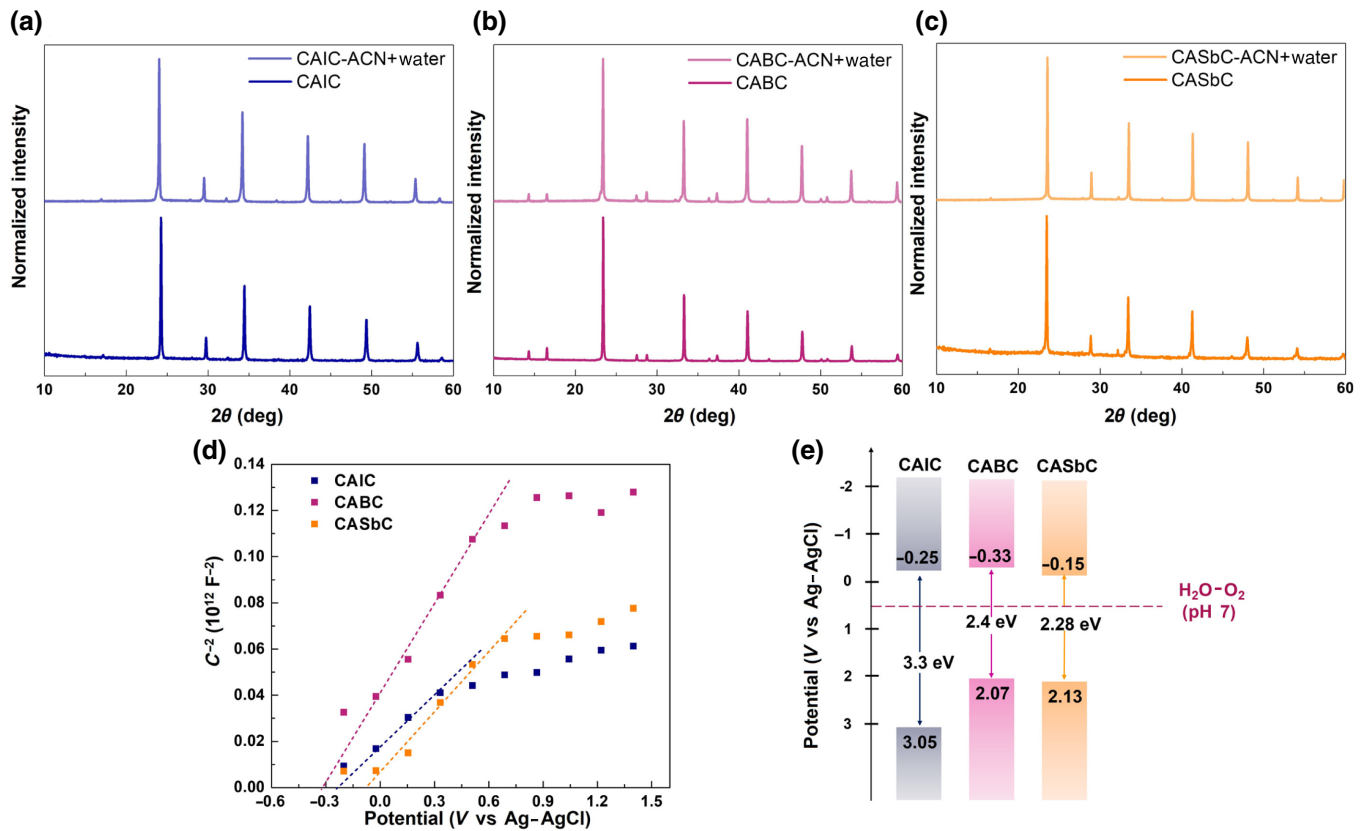 (a)
CAIC-ACN+water
CAIC
Normalized intensity
10 20 30 40 50 60
2θ (deg)
(b)
CABC-ACN+water
CABC
Normalized intensity
10 20 30 40 50 60
2θ (deg)
(c)
CASbC-ACN+water
CASbC
Normalized intensity
10 20 30 40 50 60
2θ (deg)
(d)
CAIC
CABC
CASbC
C⁻² (10¹² F⁻²)
0.14
0.12
0.10
0.08
0.06
0.04
0.02
0.00
−0.6 −0.3 0.0 0.3 0.6 0.9 1.2 1.5
Potential (V vs Ag–AgCl)
(e)
CAIC CABC CASbC
Potential (V vs Ag–AgCl)
-2
−1
0
1
2
3
−0.25 −0.33 −0.15
H₂O–O₂
(pH 7)
3.3 eV 2.4 eV 2.28 eV
3.05 2.07 2.13